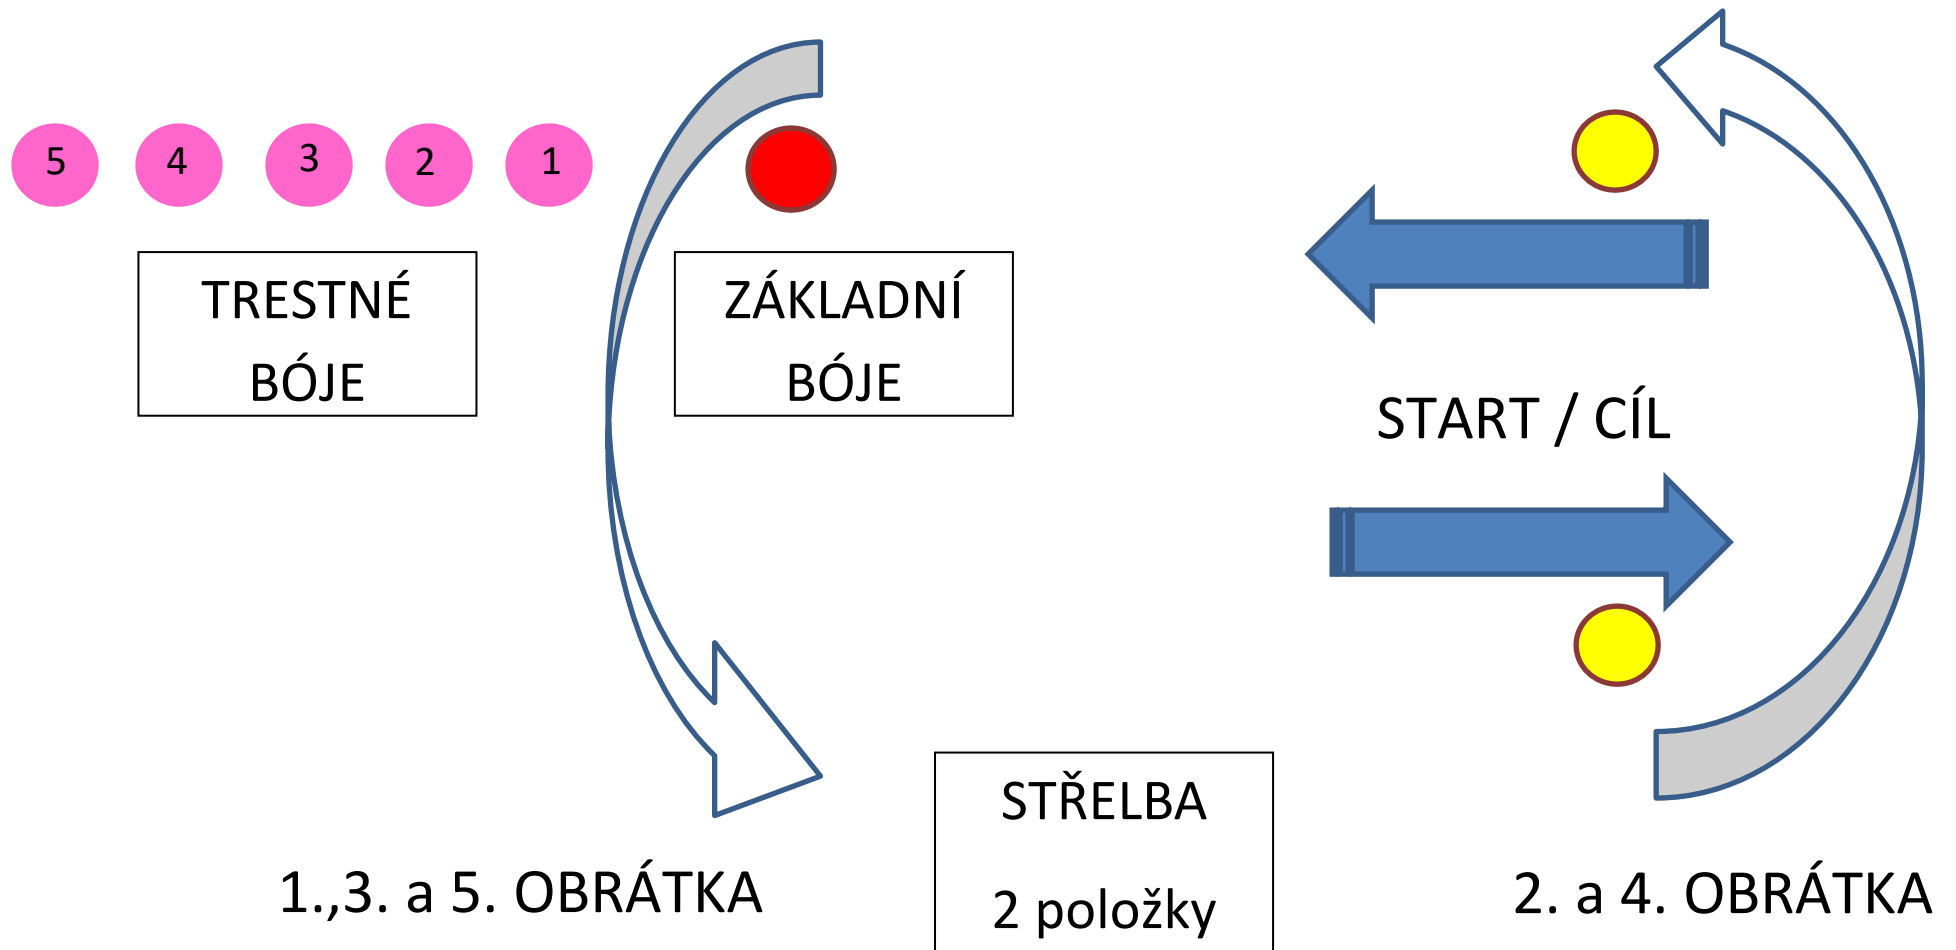 5 4 3 2 1
TRESTNÉ
BÓJE
ZÁKLADNÍ
BÓJE
START / CÍL
STŘELBA
2 položky
1.,3. a 5. OBRÁTKA
2. a 4. OBRÁTKA